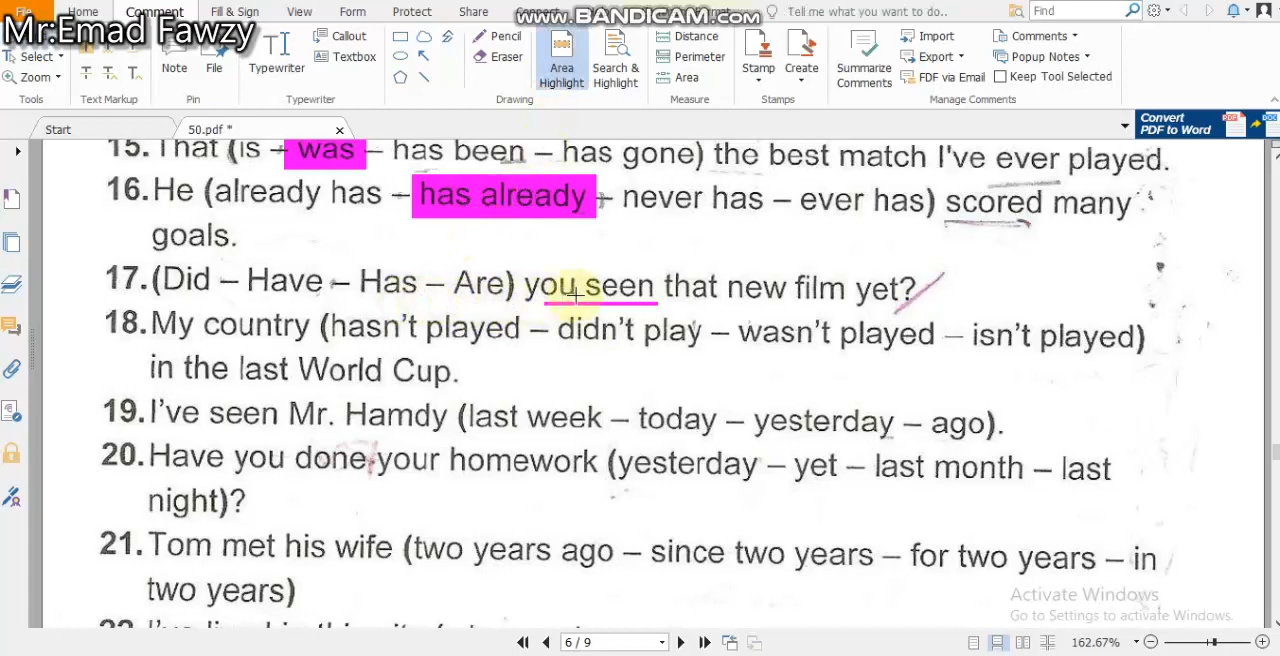 File Home Comment Fill & Sign View Form Protect Share Tell me what you want to do.. Find
www.BANDICAM.com
Mr:Emad Fawzy
Select
Zoom
Note
File
Typewriter
Callout
Textbox
Pencil
Eraser
Area Highlight
Search & Highlight
Distance
Perimeter
Area
Stamp
Create
Summarize Comments
Import
Export
FDF via Email
Comments
Popup Notes
Keep Tool Selected
Tools Text Markup Pin Typewriter Drawing Measure Stamps Manage Comments
Start 50.pdf *
Convert PDF to Word
15. That (is – was – has been – has gone) the best match I've ever played.
16. He (already has – has already – never has – ever has) scored many
goals.
17. (Did – Have – Has – Are) you seen that new film yet?
18. My country (hasn't played – didn't play – wasn't played – isn't played)
in the last World Cup.
19. I've seen Mr. Hamdy (last week – today – yesterday – ago).
20. Have you done your homework (yesterday – yet – last month – last
night)?
21. Tom met his wife (two years ago – since two years – for two years – in
two years)
Activate Windows
Go to Settings to activate Windows.
6 / 9
162.67%